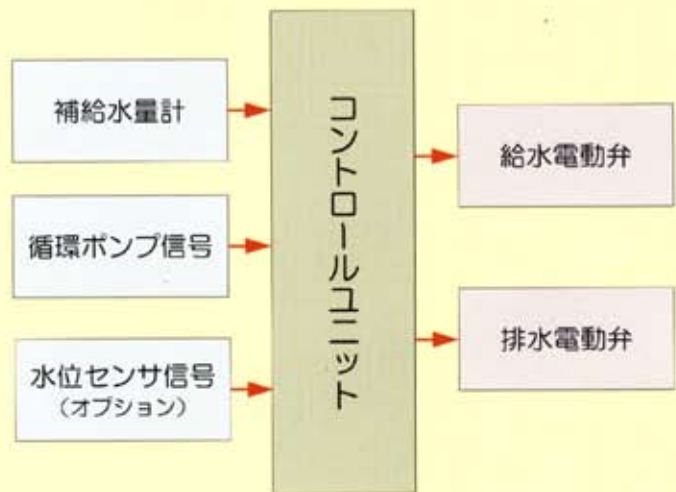 補給水量計
循環ポンプ信号
水位センサ信号
（オプション）
コントロールユニット
給水電動弁
排水電動弁